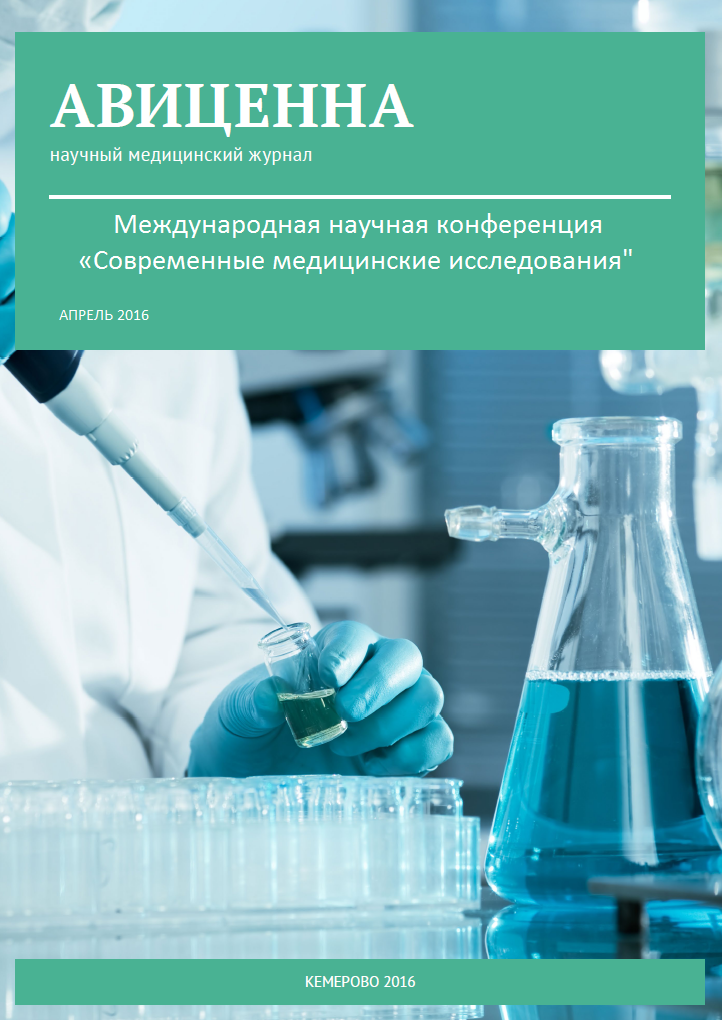 АВИЦЕННА
научный медицинский журнал
Международная научная конференция
«Современные медицинские исследования"
АПРЕЛЬ 2016
КЕМЕРОВО 2016